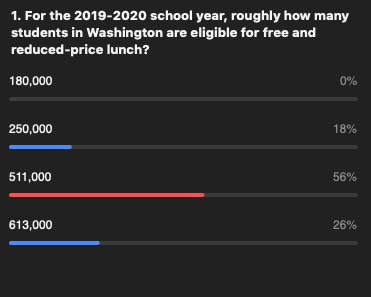 1. For the 2019-2020 school year, roughly how many
students in Washington are eligible for free and
reduced-price lunch?
180,000 0%
250,000 18%
511,000 56%
613,000 26%